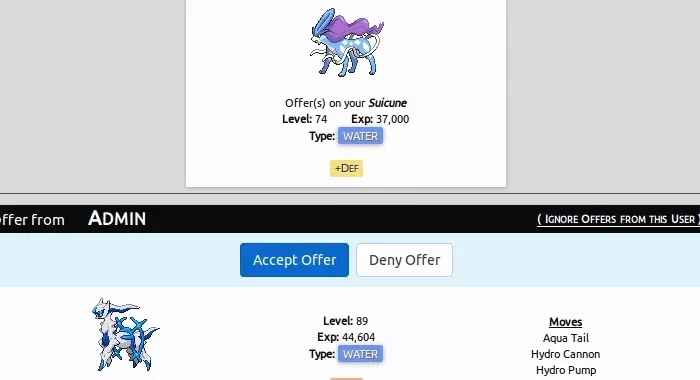 Offer(s) on your Suicune
Level: 74 Exp: 37,000
Type: WATER
+DEF
ffer from ADMIN
( IGNORE OFFERS FROM THIS USER )
Accept Offer Deny Offer
Level: 89
Exp: 44,604
Type: WATER
Moves
Aqua Tail
Hydro Cannon
Hydro Pump